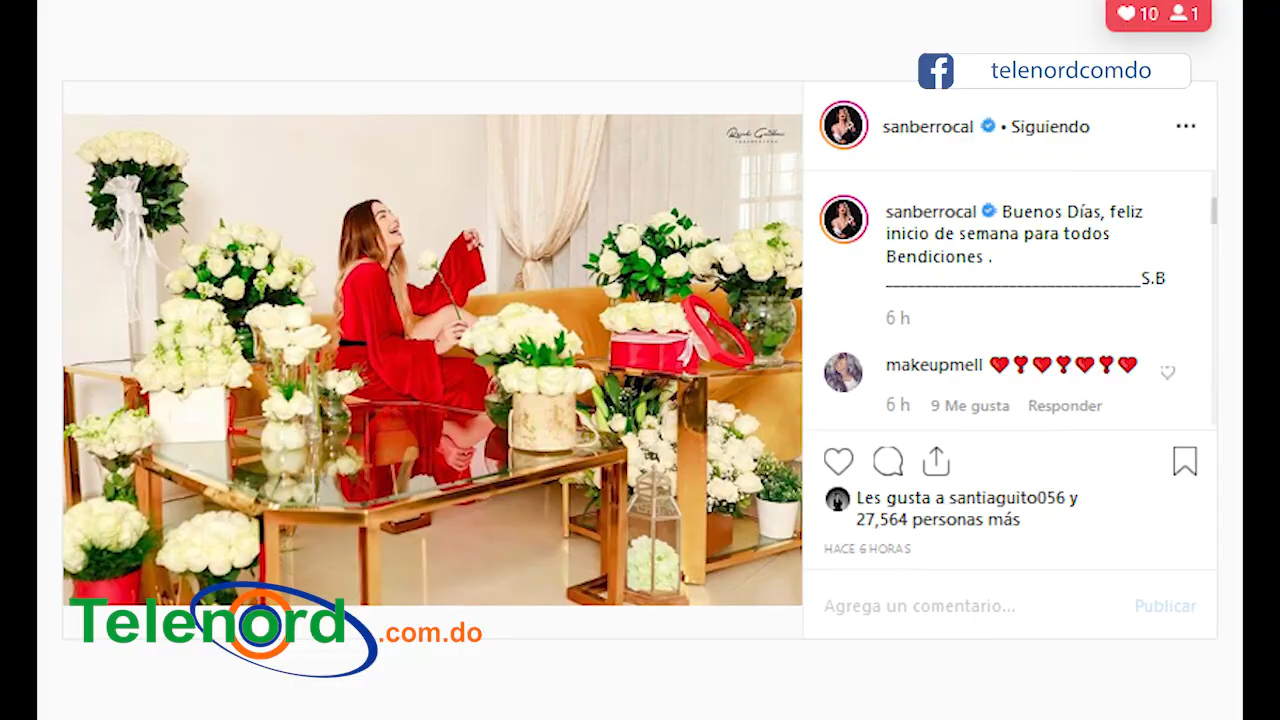 10 1
telenordcomdo
sanberrocal • Siguiendo
sanberrocal Buenos Días, feliz
inicio de semana para todos
Bendiciones .
________________________________S.B
6 h
makeupmell
6 h 9 Me gusta Responder
Les gusta a santiaguito056 y
27,564 personas más
HACE 6 HORAS
Agrega un comentario... Publicar
Telenord.com.do